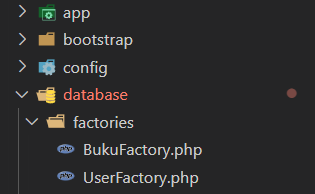 app
bootstrap
config
database
factories
BukuFactory.php
UserFactory.php